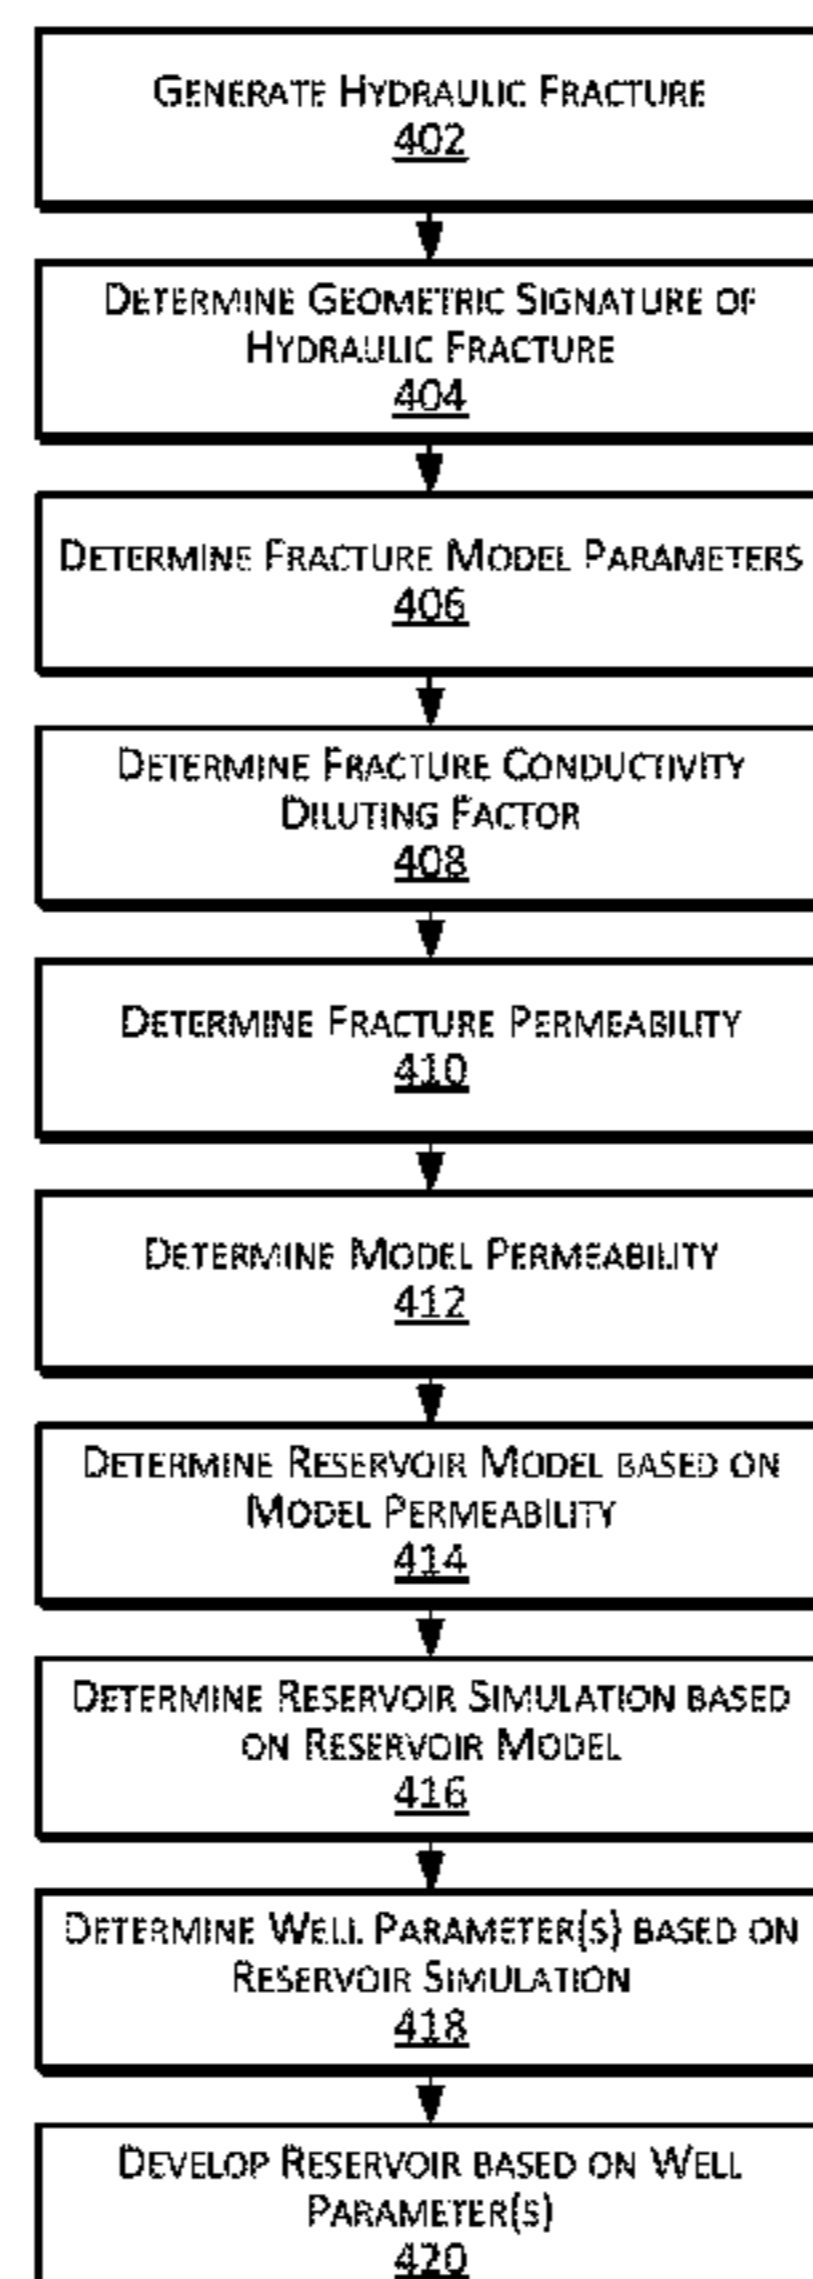 GENERATE HYDRAULIC FRACTURE
402
DETERMINE GEOMETRIC SIGNATURE OF
HYDRAULIC FRACTURE
404
DETERMINE FRACTURE MODEL PARAMETERS
406
DETERMINE FRACTURE CONDUCTIVITY
DILUTING FACTOR
408
DETERMINE FRACTURE PERMEABILITY
410
DETERMINE MODEL PERMEABILITY
412
DETERMINE RESERVOIR MODEL BASED ON
MODEL PERMEABILITY
414
DETERMINE RESERVOIR SIMULATION BASED
ON RESERVOIR MODEL
416
DETERMINE WELL PARAMETER(S) BASED ON
RESERVOIR SIMULATION
418
DEVELOP RESERVOIR BASED ON WELL
PARAMETER(S)
420